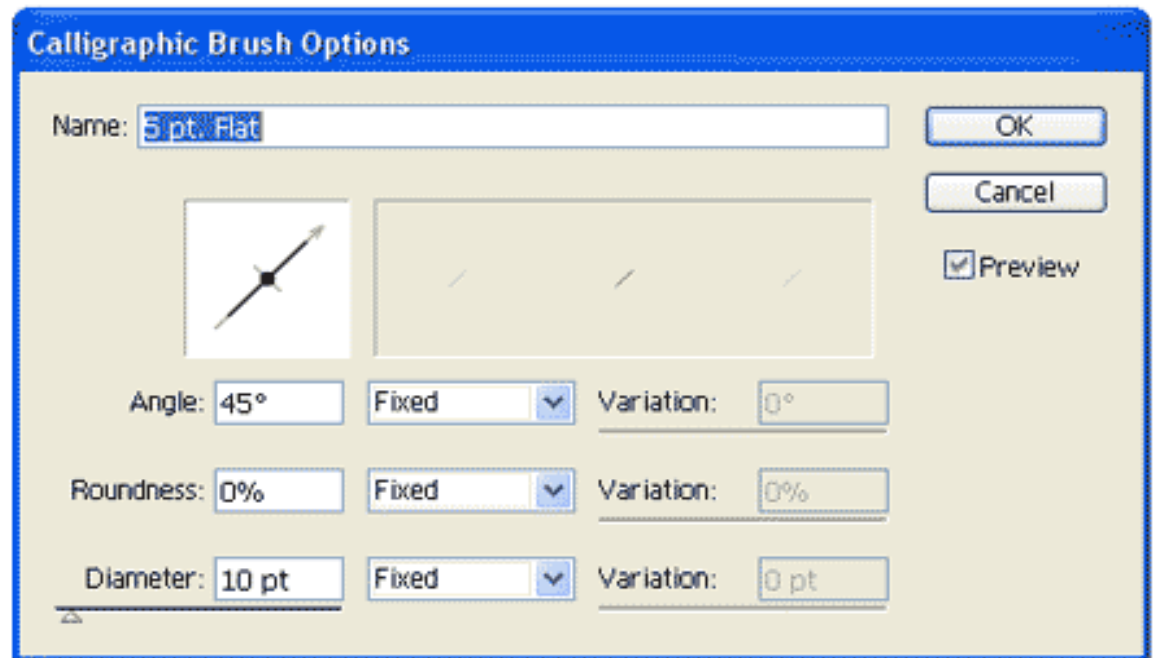 Calligraphic Brush Options
Name: 5 pt. Flat
OK
Cancel
Preview
Angle: 45° Fixed Variation: 0°
Roundness: 0% Fixed Variation: 0%
Diameter: 10 pt Fixed Variation: 0 pt